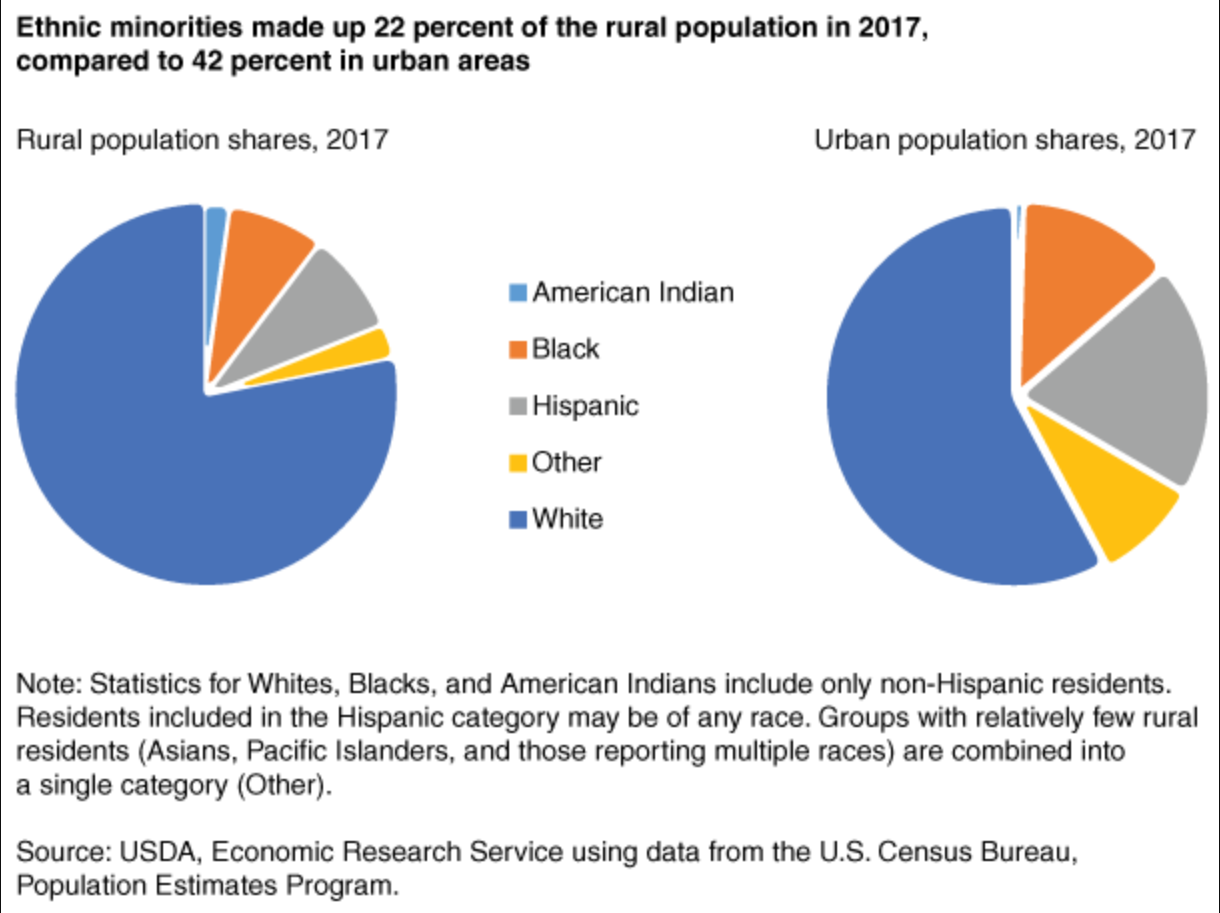 Ethnic minorities made up 22 percent of the rural population in 2017,
compared to 42 percent in urban areas
Rural population shares, 2017
Urban population shares, 2017
American Indian
Black
Hispanic
Other
White
Note: Statistics for Whites, Blacks, and American Indians include only non-Hispanic residents.
Residents included in the Hispanic category may be of any race. Groups with relatively few rural
residents (Asians, Pacific Islanders, and those reporting multiple races) are combined into
a single category (Other).
Source: USDA, Economic Research Service using data from the U.S. Census Bureau,
Population Estimates Program.